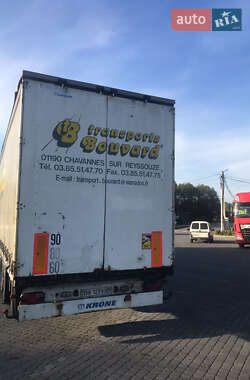 AUTO RIA
transports
Bouvard
01190 CHAVANNES SUR REYSSOUZE
Tél. 03.85.51.47.70 Fax. 03.85.51.47.75
E-mail : transport.bouvard@wanadoo.fr
90
80
60
KRONE